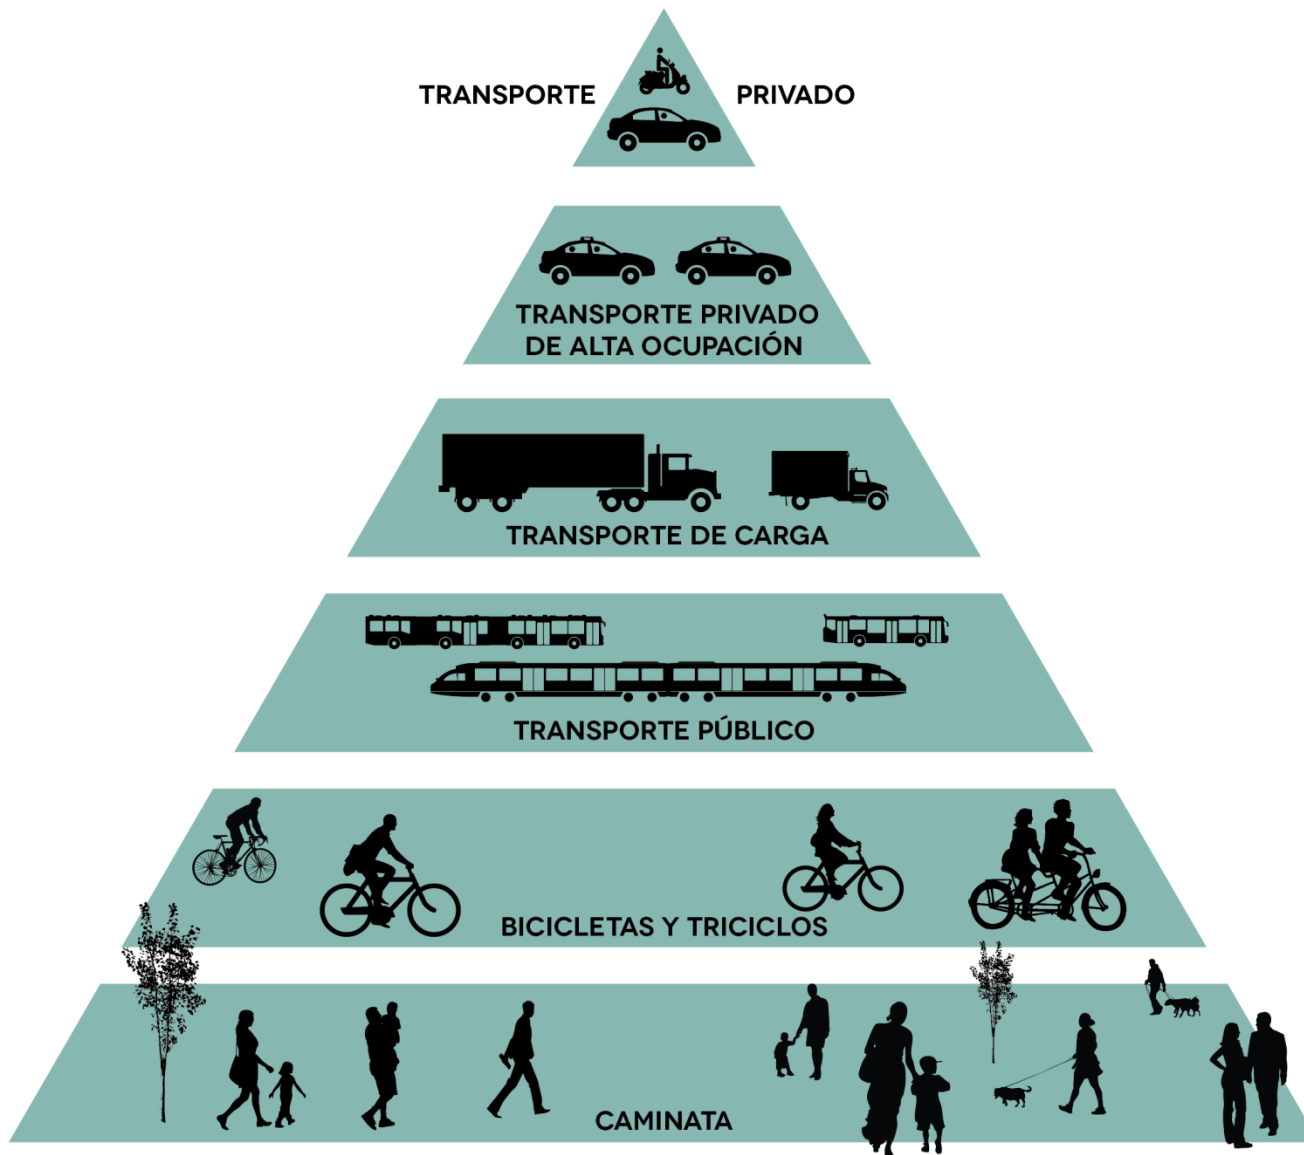 TRANSPORTE PRIVADO
TRANSPORTE PRIVADO
DE ALTA OCUPACIÓN
TRANSPORTE DE CARGA
TRANSPORTE PÚBLICO
BICICLETAS Y TRICICLOS
CAMINATA